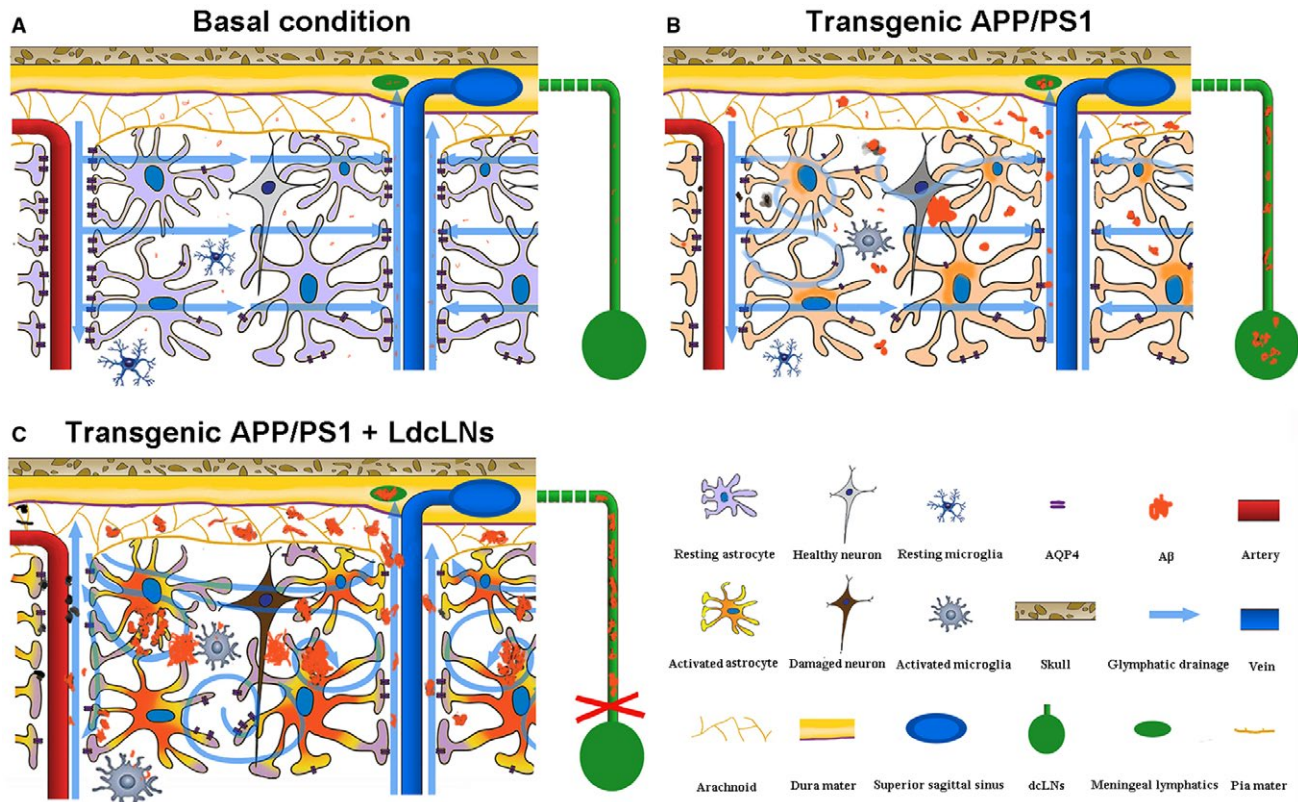 A Basal condition
B Transgenic APP/PS1
C Transgenic APP/PS1 + LdcLNs
Resting astrocyte Healthy neuron Resting microglia AQP4 Aβ Artery
Activated astrocyte Damaged neuron Activated microglia Skull Glymphatic drainage Vein
Arachnoid Dura mater Superior sagittal sinus dcLNs Meningeal lymphatics Pia mater